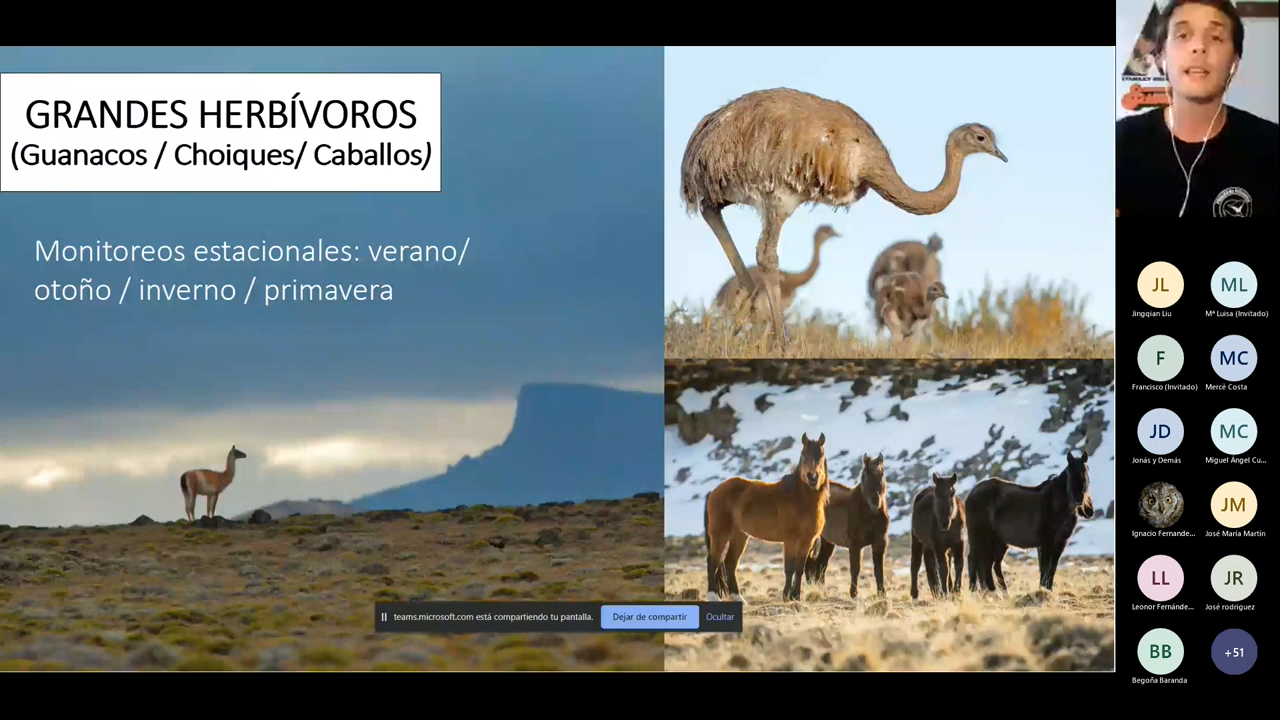 GRANDES HERBÍVOROS
(Guanacos / Choiques/ Caballos)
Monitoreos estacionales: verano/
otoño / inverno / primavera
teams.microsoft.com está compartiendo tu pantalla.
Dejar de compartir
Ocultar
JL
Jingqian Liu
ML
Mª Luisa (Invitado)
F
Francisco (Invitado)
MC
Mercè Costa
JD
Jonás y Demás
MC
Miguel Ángel Cu...
Ignacio Fernande...
JM
José María Martín
LL
Leonor Fernánde...
JR
José rodriguez
BB
Begoña Baranda
+51